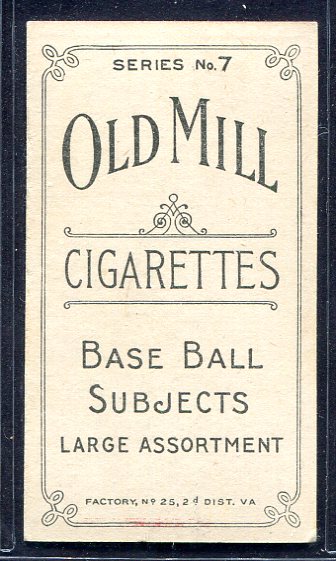 SERIES No. 7
OLD MILL
CIGARETTES
BASE BALL
SUBJECTS
LARGE ASSORTMENT
FACTORY, Nº 25, 2d DIST. VA